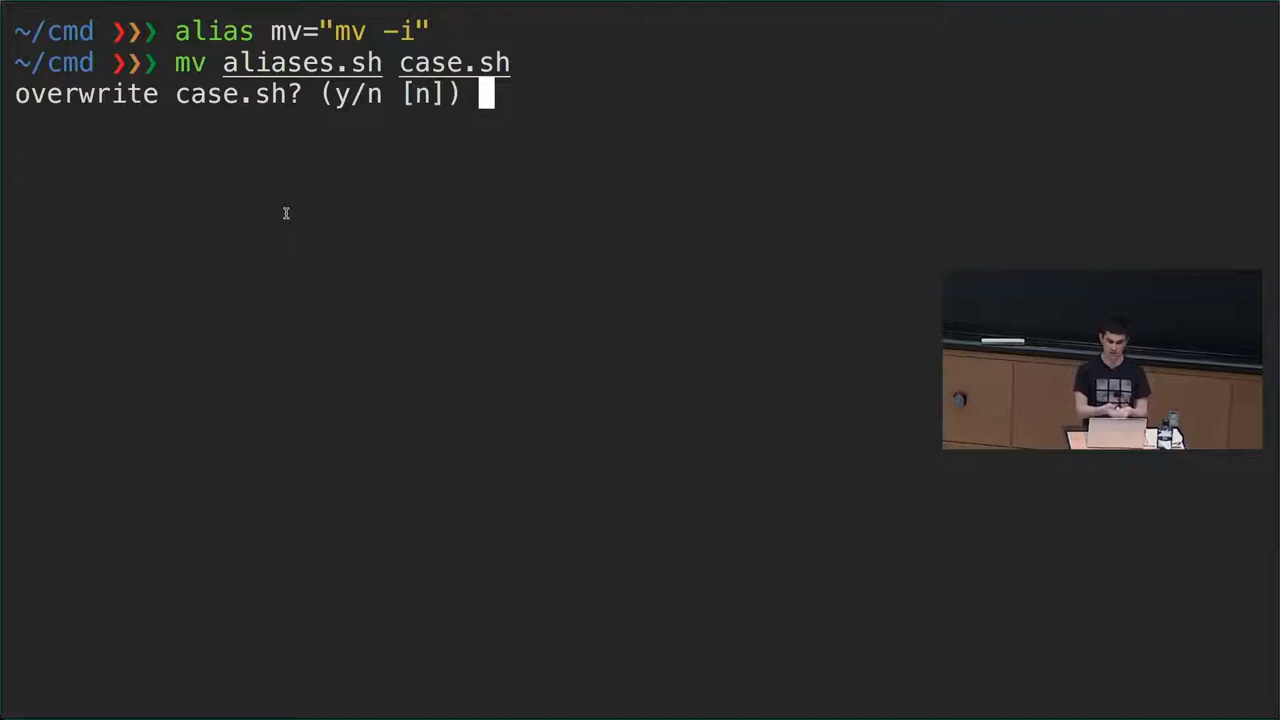 ~/cmd ❯❯❯ alias mv="mv -i"
~/cmd ❯❯❯ mv aliases.sh case.sh
overwrite case.sh? (y/n [n])